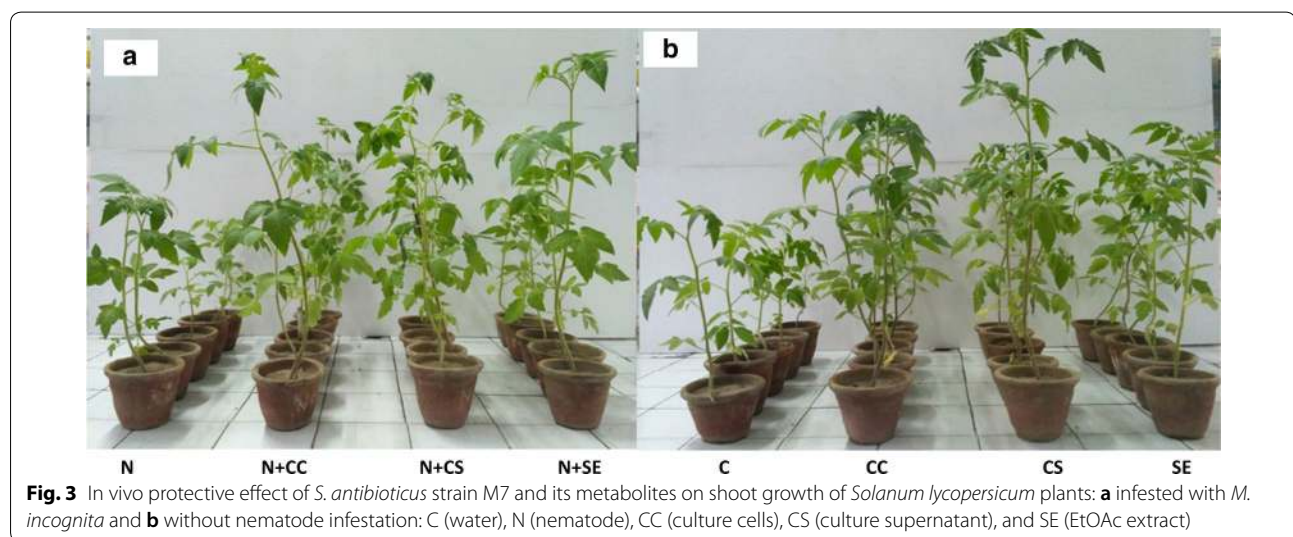 a
b
N N+CC N+CS N+SE C CC CS SE
Fig. 3 In vivo protective effect of S. antibioticus strain M7 and its metabolites on shoot growth of Solanum lycopersicum plants: a infested with M.
incognita and b without nematode infestation: C (water), N (nematode), CC (culture cells), CS (culture supernatant), and SE (EtOAc extract)